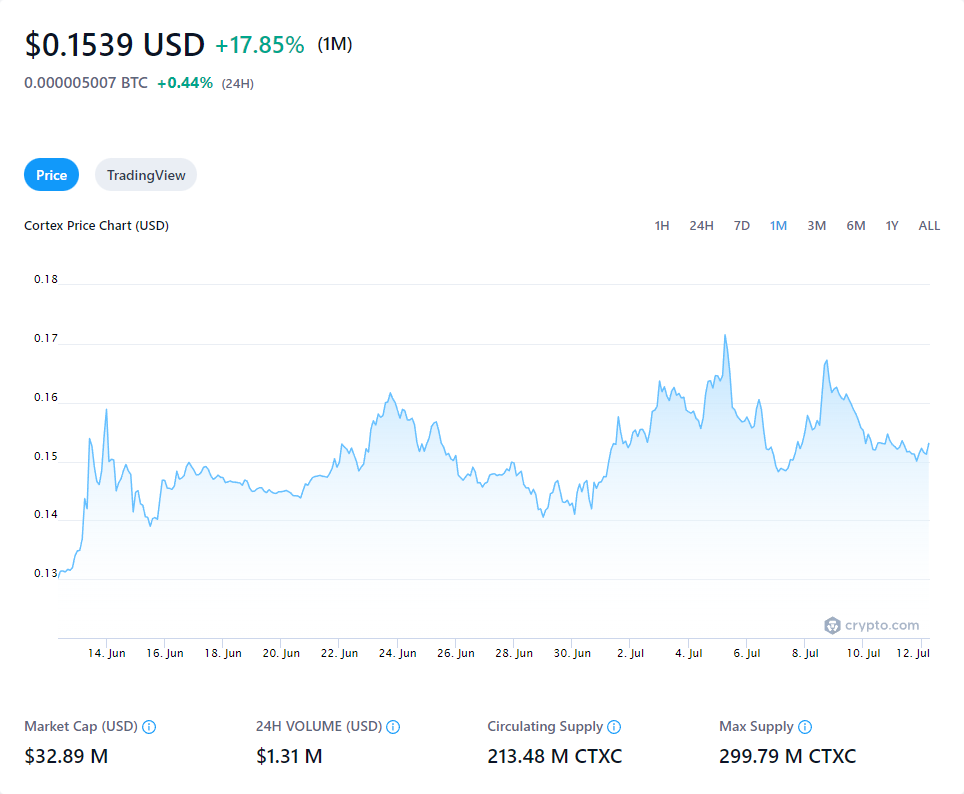 $0.1539 USD +17.85% (1M)
0.000005007 BTC +0.44% (24H)
Price TradingView
Cortex Price Chart (USD) 1H 24H 7D 1M 3M 6M 1Y ALL
0.18
0.17
0.16
0.15
0.14
0.13
crypto.com
14. Jun 16. Jun 18. Jun 20. Jun 22. Jun 24. Jun 26. Jun 28. Jun 30. Jun 2. Jul 4. Jul 6. Jul 8. Jul 10. Jul 12. Jul
Market Cap (USD) 24H VOLUME (USD) Circulating Supply Max Supply
$32.89 M $1.31 M 213.48 M CTXC 299.79 M CTXC